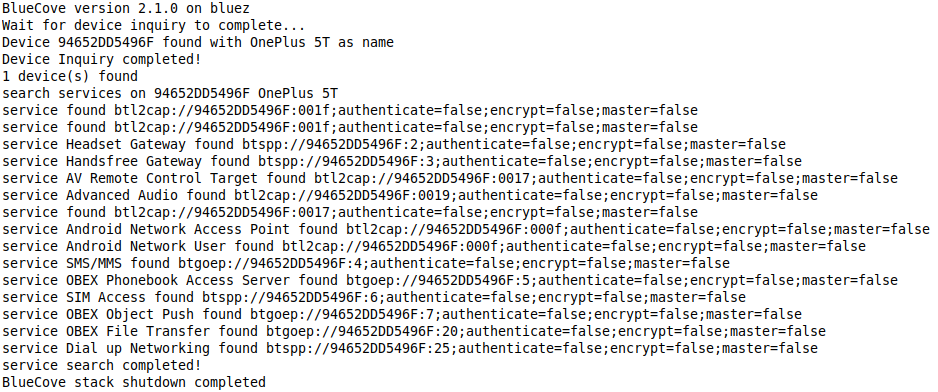 BlueCove version 2.1.0 on bluez
Wait for device inquiry to complete...
Device 94652DD5496F found with OnePlus 5T as name
Device Inquiry completed!
1 device(s) found
search services on 94652DD5496F OnePlus 5T
service found btl2cap://94652DD5496F:001f;authenticate=false;encrypt=false;master=false
service found btl2cap://94652DD5496F:001f;authenticate=false;encrypt=false;master=false
service Headset Gateway found btspp://94652DD5496F:2;authenticate=false;encrypt=false;master=false
service Handsfree Gateway found btspp://94652DD5496F:3;authenticate=false;encrypt=false;master=false
service AV Remote Control Target found btl2cap://94652DD5496F:0017;authenticate=false;encrypt=false;master=false
service Advanced Audio found btl2cap://94652DD5496F:0019;authenticate=false;encrypt=false;master=false
service found btl2cap://94652DD5496F:0017;authenticate=false;encrypt=false;master=false
service Android Network Access Point found btl2cap://94652DD5496F:000f;authenticate=false;encrypt=false;master=false
service Android Network User found btl2cap://94652DD5496F:000f;authenticate=false;encrypt=false;master=false
service SMS/MMS found btgoep://94652DD5496F:4;authenticate=false;encrypt=false;master=false
service OBEX Phonebook Access Server found btgoep://94652DD5496F:5;authenticate=false;encrypt=false;master=false
service SIM Access found btspp://94652DD5496F:6;authenticate=false;encrypt=false;master=false
service OBEX Object Push found btgoep://94652DD5496F:7;authenticate=false;encrypt=false;master=false
service OBEX File Transfer found btgoep://94652DD5496F:20;authenticate=false;encrypt=false;master=false
service Dial up Networking found btspp://94652DD5496F:25;authenticate=false;encrypt=false;master=false
service search completed!
BlueCove stack shutdown completed